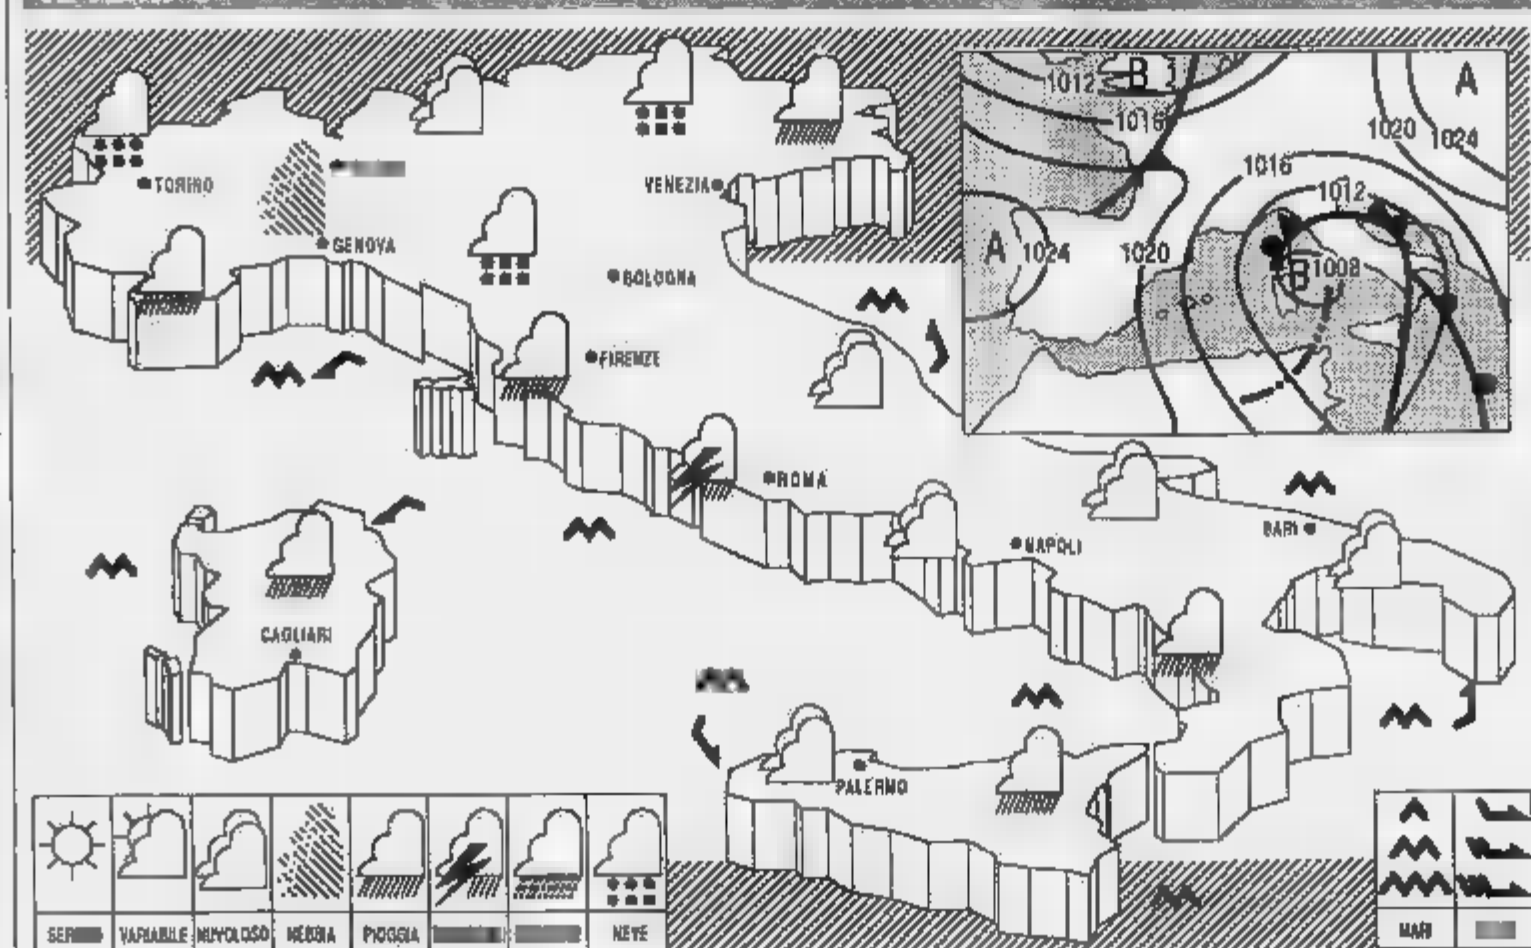 1012 B A
1016 1020 1024
1016
1012
A 1024 1020 B 1008
TORINO
VENEZIA
GENOVA
BOLOGNA
FIRENZE
ROMA
NAPOLI
BARI
CAGLIARI
PALERMO
VARIABILE NUVOLOSO NEBBIA PIOGGIA NEVE
MARI